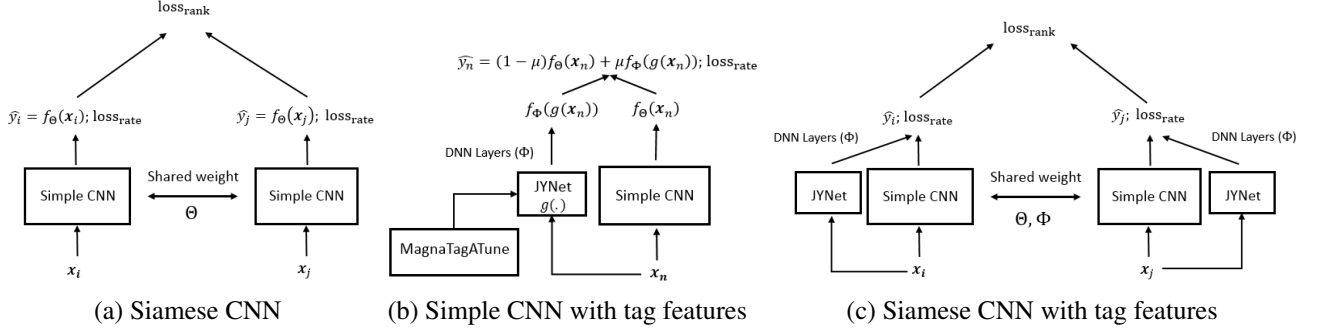 loss_rank
ŷ_i = f_Θ(x_i); loss_rate
ŷ_j = f_Θ(x_j); loss_rate
Simple CNN
Shared weight
Θ
Simple CNN
x_i
x_j
(a) Siamese CNN
ŷ_n = (1 − μ)f_Θ(x_n) + μf_Φ(g(x_n)); loss_rate
f_Φ(g(x_n))
f_Θ(x_n)
DNN Layers (Φ)
JYNet
g(.)
Simple CNN
MagnaTagATune
x_n
(b) Simple CNN with tag features
loss_rank
ŷ_i; loss_rate
ŷ_j; loss_rate
DNN Layers (Φ)
DNN Layers (Φ)
JYNet
Simple CNN
Shared weight
Θ, Φ
Simple CNN
JYNet
x_i
x_j
(c) Siamese CNN with tag features